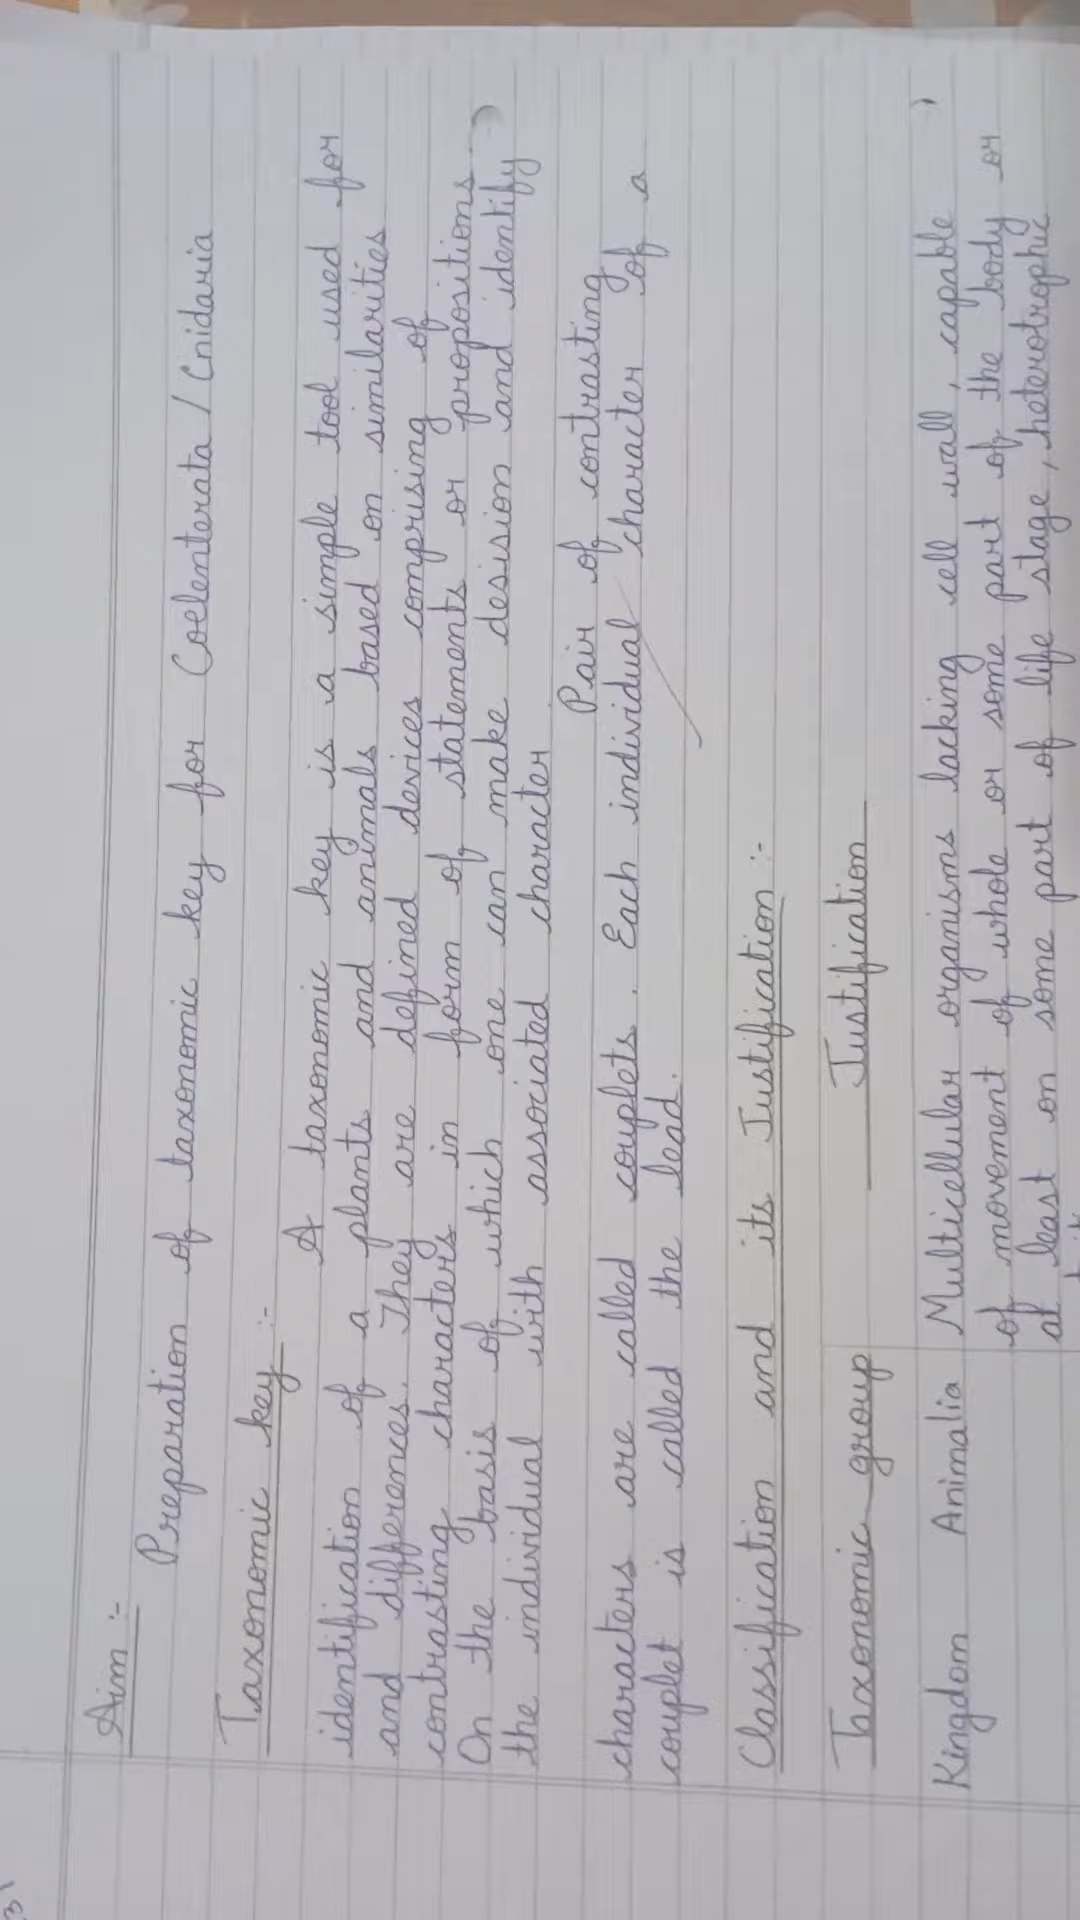 Aim :-
Preparation of taxonomic key for Coelenterata / Cnidaria
Taxonomic key :-
A taxonomic key is a simple tool used for
identification of a plants and animals based on similarities
and differences. They are defined devices comprising of
contrasting characters in form of statements or propositions
On the basis of which one can make desision and identify
the individual with associated character
Pair of contrasting
characters are called couplets. Each individual character of a
couplet is called the lead.
Classification and its Justification :-
Taxonomic group Justification
Kingdom Animalia Multicellular organisms lacking cell wall, capable
of movement of whole or some part of the body or
at least on some part of life stage, heterotrophic